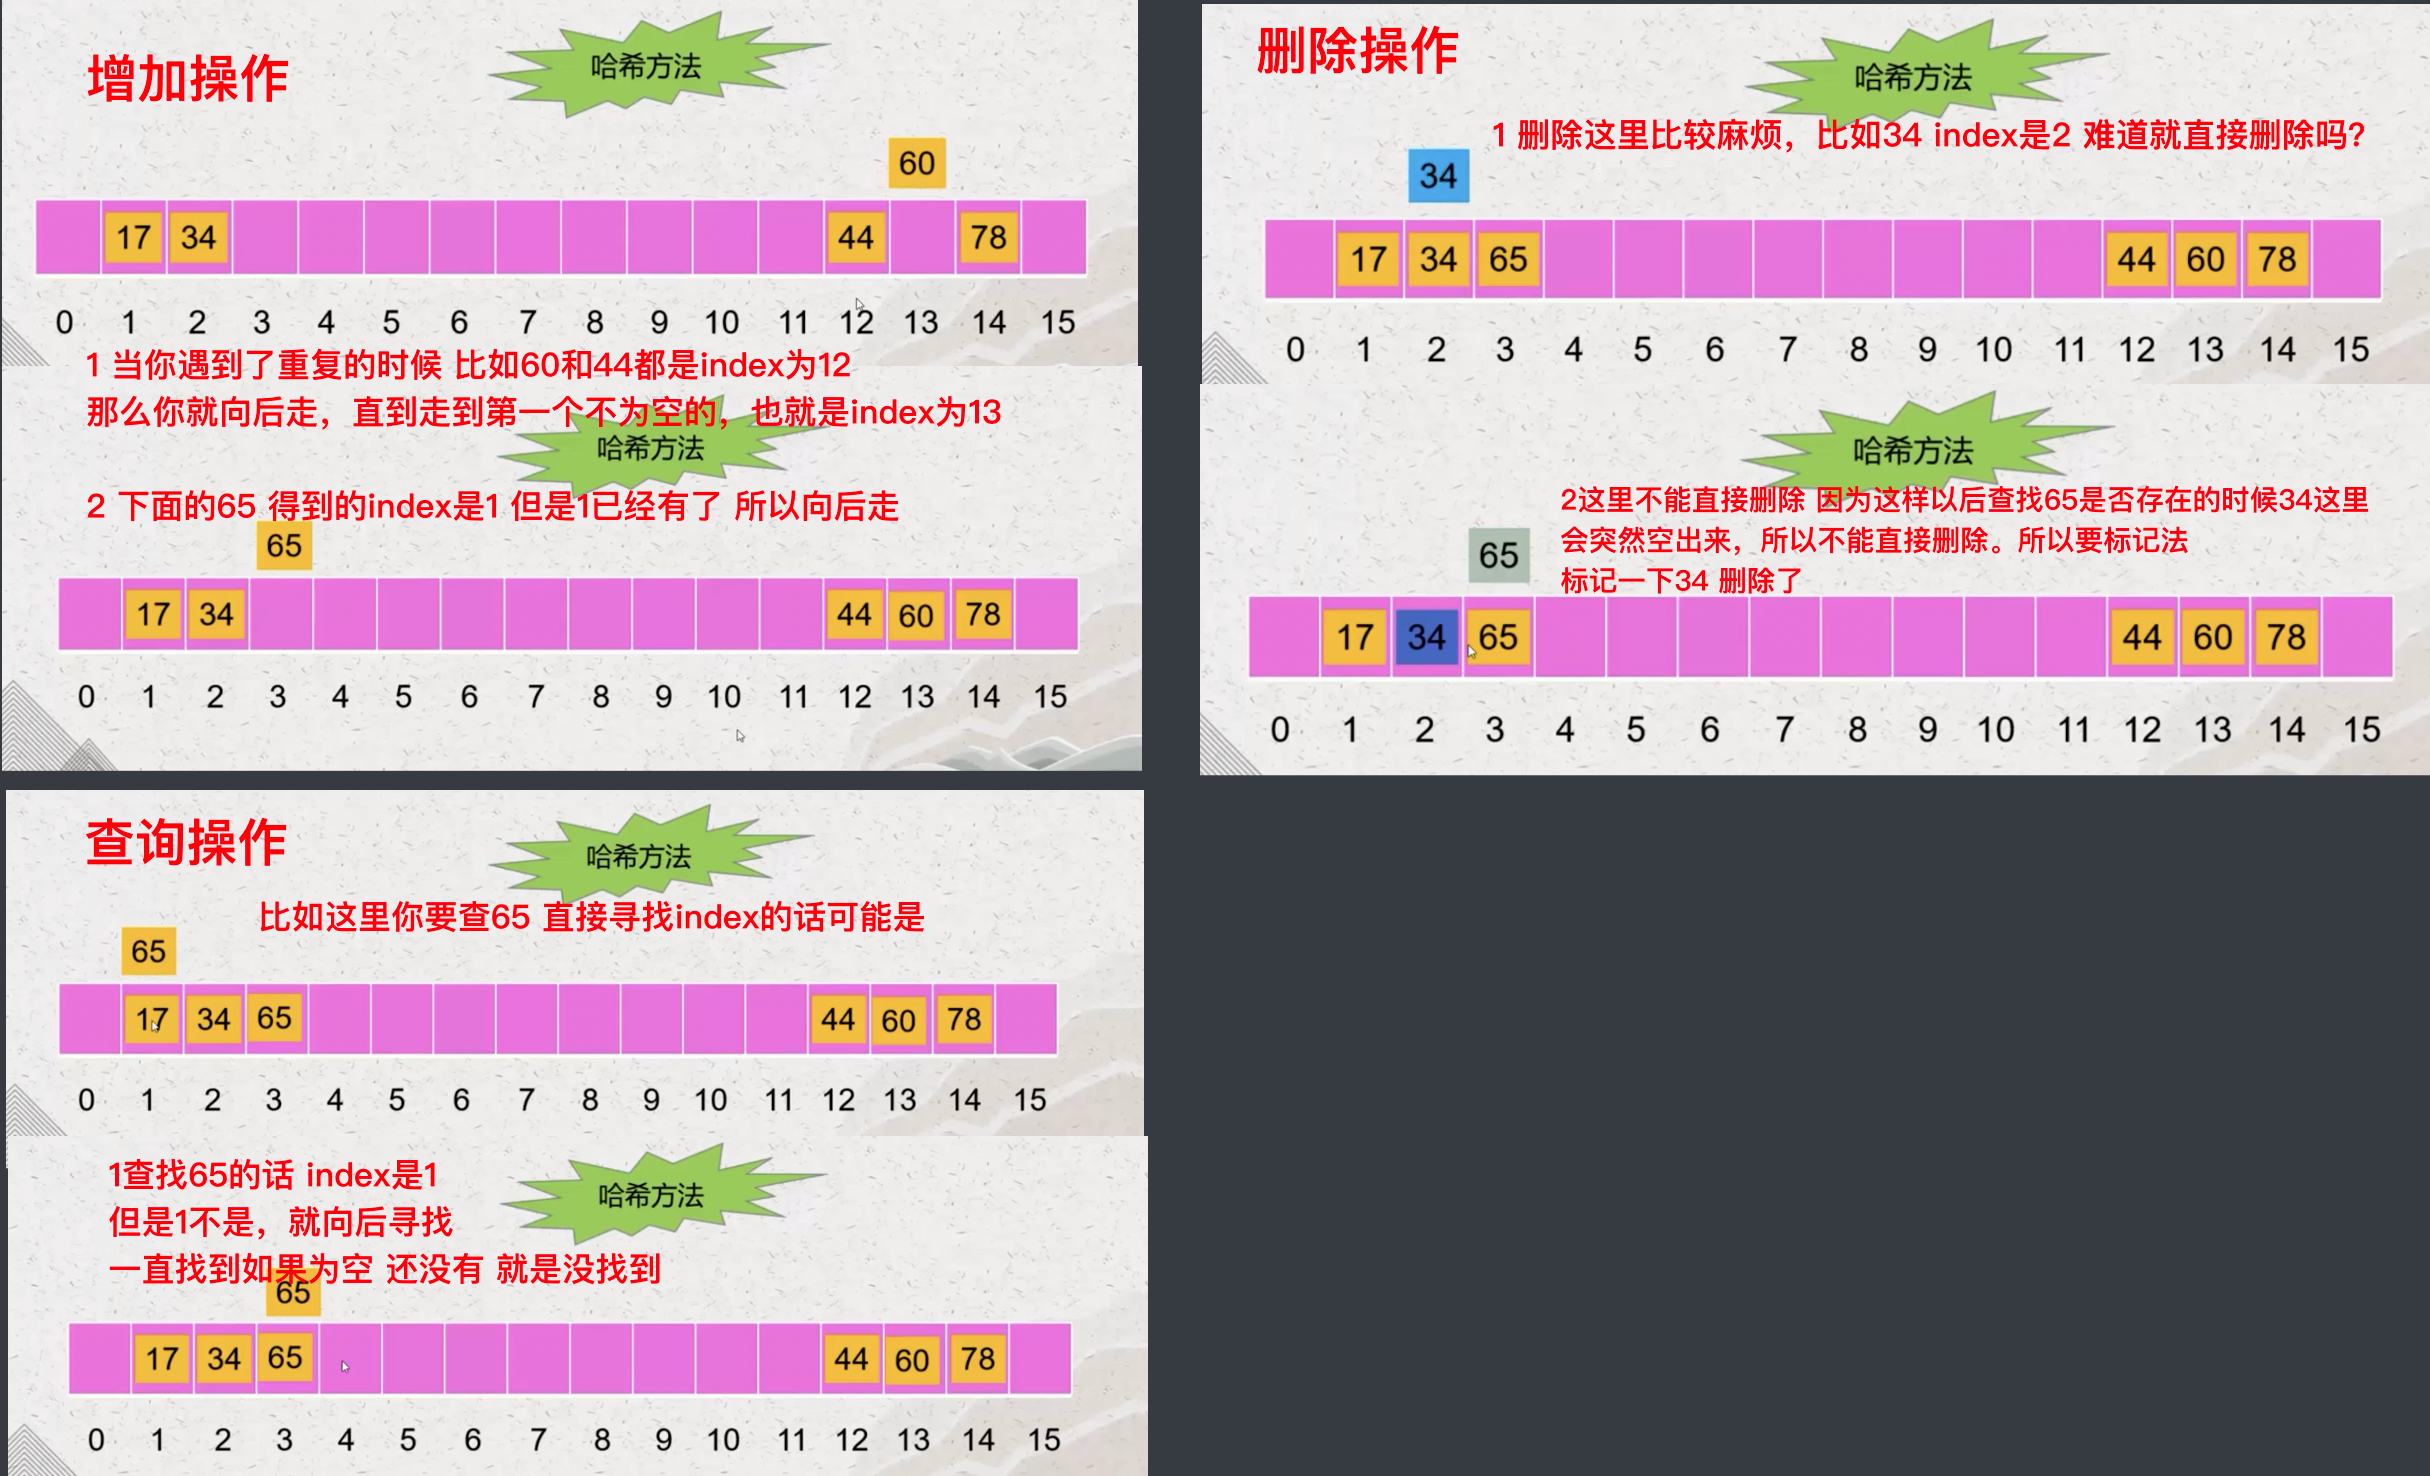 增加操作
哈希方法
60
17 34 44 78
0 1 2 3 4 5 6 7 8 9 10 11 12 13 14 15
1 当你遇到了重复的时候 比如60和44都是index为12
那么你就向后走，直到走到第一个不为空的，也就是index为13
哈希方法
2 下面的65 得到的index是1 但是1已经有了 所以向后走
65
17 34 44 60 78
0 1 2 3 4 5 6 7 8 9 10 11 12 13 14 15
删除操作
哈希方法
1 删除这里比较麻烦，比如34 index是2 难道就直接删除吗？
34
17 34 65 44 60 78
0 1 2 3 4 5 6 7 8 9 10 11 12 13 14 15
哈希方法
2这里不能直接删除 因为这样以后查找65是否存在的时候34这里
会突然空出来，所以不能直接删除。所以要标记法
标记一下34 删除了
65
17 34 65 44 60 78
0 1 2 3 4 5 6 7 8 9 10 11 12 13 14 15
查询操作
哈希方法
比如这里你要查65 直接寻找index的话可能是
65
17 34 65 44 60 78
0 1 2 3 4 5 6 7 8 9 10 11 12 13 14 15
哈希方法
1查找65的话 index是1
但是1不是，就向后寻找
一直找到如果为空 还没有 就是没找到
65
17 34 65 44 60 78
0 1 2 3 4 5 6 7 8 9 10 11 12 13 14 15